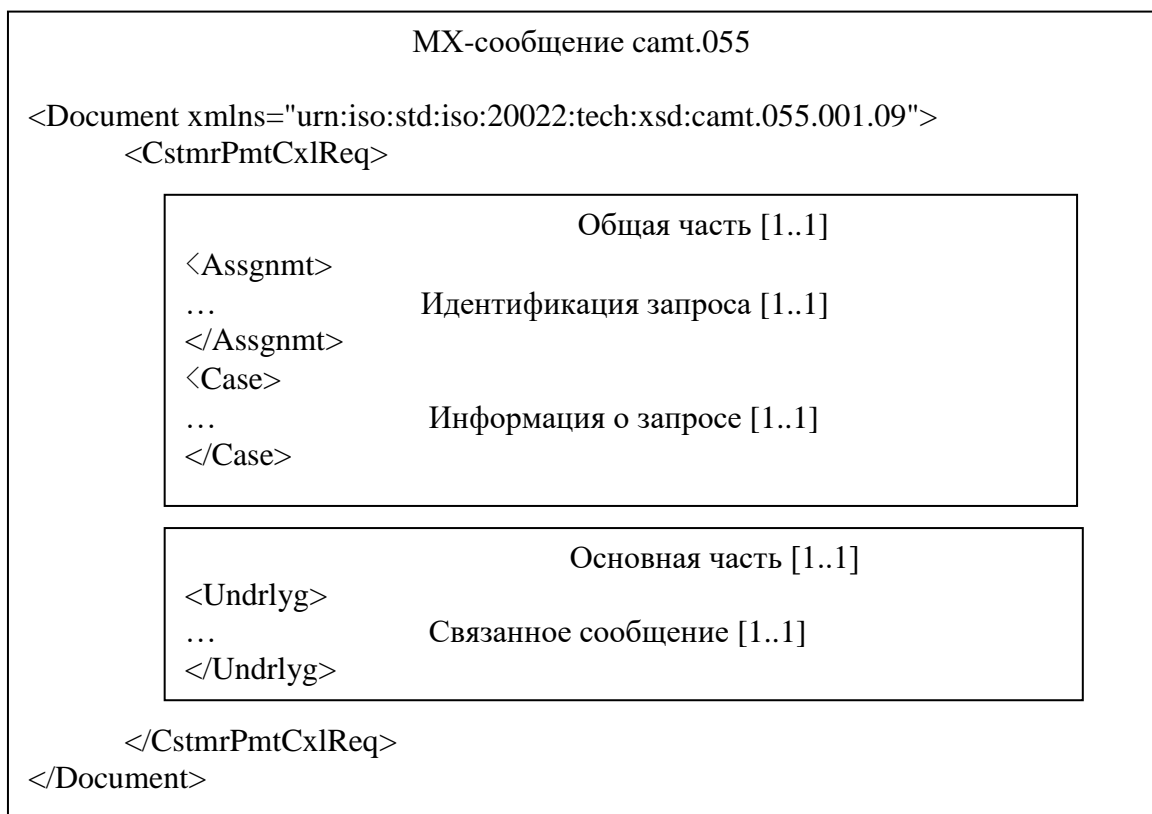 МХ-сообщение camt.055
<Document xmlns="urn:iso:std:iso:20022:tech:xsd:camt.055.001.09">
<CstmrPmtCxlReq>
Общая часть [1..1]
<Assgnmt>
… Идентификация запроса [1..1]
</Assgnmt>
<Case>
… Информация о запросе [1..1]
</Case>
Основная часть [1..1]
<Undrlyg>
… Связанное сообщение [1..1]
</Undrlyg>
</CstmrPmtCxlReq>
</Document>